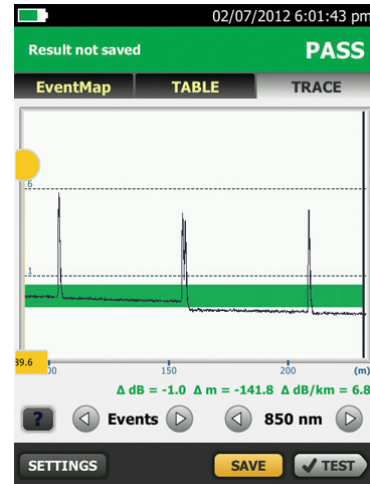 02/07/2012 6:01:43 pm
Result not saved
PASS
EventMap
TABLE
TRACE
6
1
39.6
00
150
200
(m)
Δ dB = -1.0 Δ m = -141.8 Δ dB/km = 6.8
?
Events
850 nm
SETTINGS
SAVE
TEST